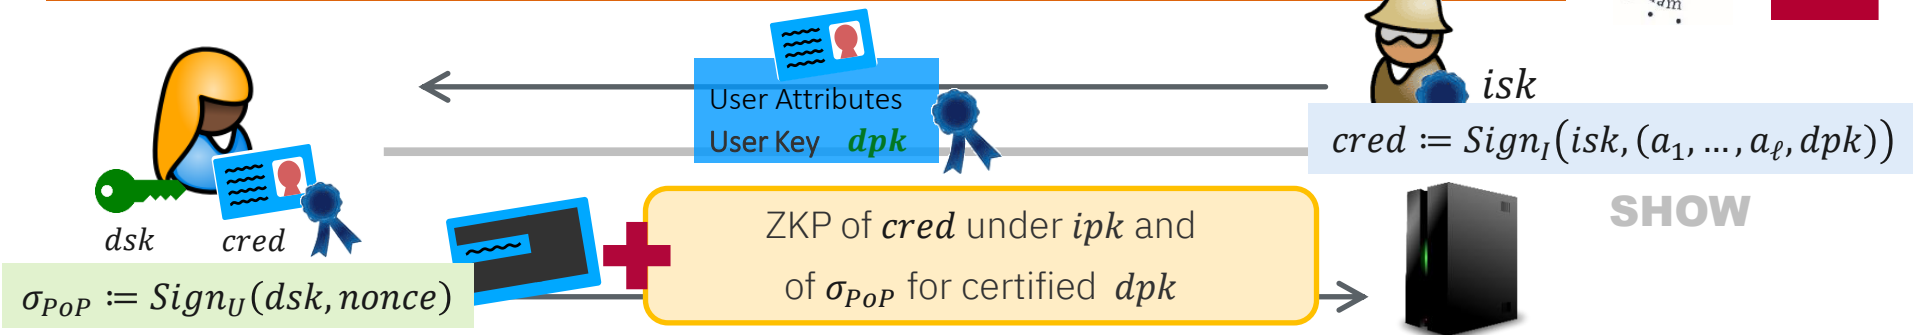 User Attributes
User Key dpk
isk
cred ≔ Sign_I(isk, (a_1, …, a_ℓ, dpk))
dsk
cred
ZKP of cred under ipk and
of σ_PoP for certified dpk
SHOW
σ_PoP ≔ Sign_U(dsk, nonce)